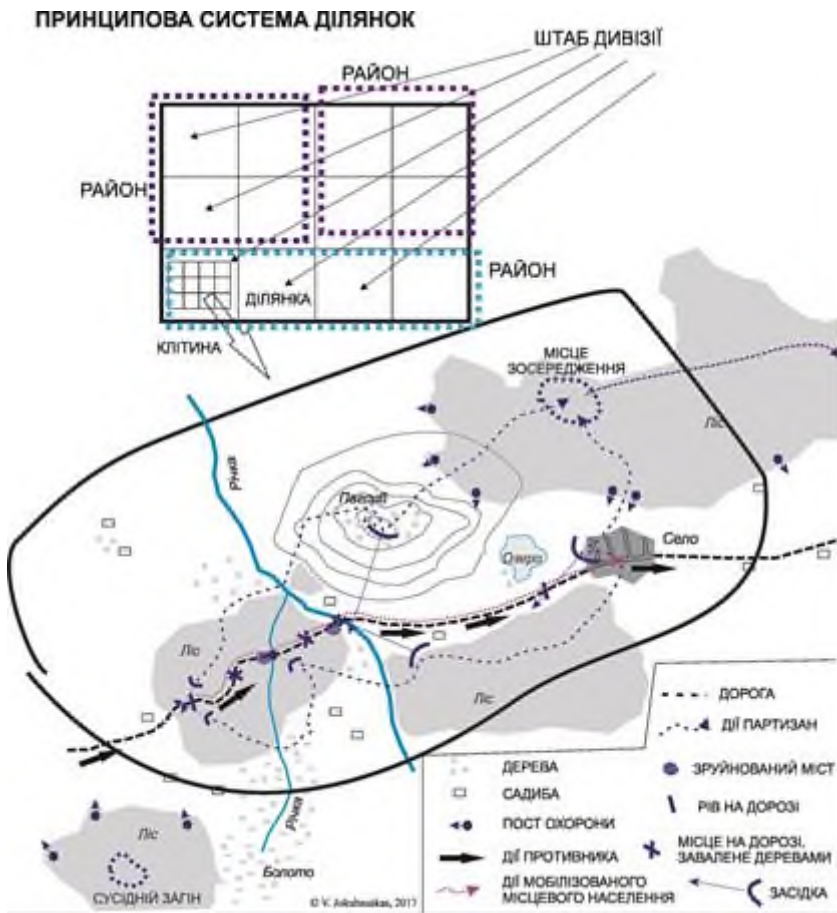 ПРИНЦИПОВА СИСТЕМА ДІЛЯНОК
ШТАБ ДИВІЗІЇ
РАЙОН
РАЙОН
РАЙОН
ДІЛЯНКА
КЛІТИНА
МІСЦЕ
ЗОСЕРЕДЖЕННЯ
Ліс
Річка
Пагорб
Озеро
Село
Ліс
Ліс
ДОРОГА
ДІЇ ПАРТИЗАН
ДЕРЕВА
ЗРУЙНОВАНИЙ МІСТ
САДИБА
РІВ НА ДОРОЗІ
ПОСТ ОХОРОНИ
МІСЦЕ НА ДОРОЗІ,
ЗАВАЛЕНЕ ДЕРЕВАМИ
ДІЇ ПРОТИВНИКА
ДІЇ МОБІЛІЗОВАНОГО
МІСЦЕВОГО НАСЕЛЕННЯ
ЗАСІДКА
Річка
Ліс
Болото
СУСІДНІЙ ЗАГІН
© V.